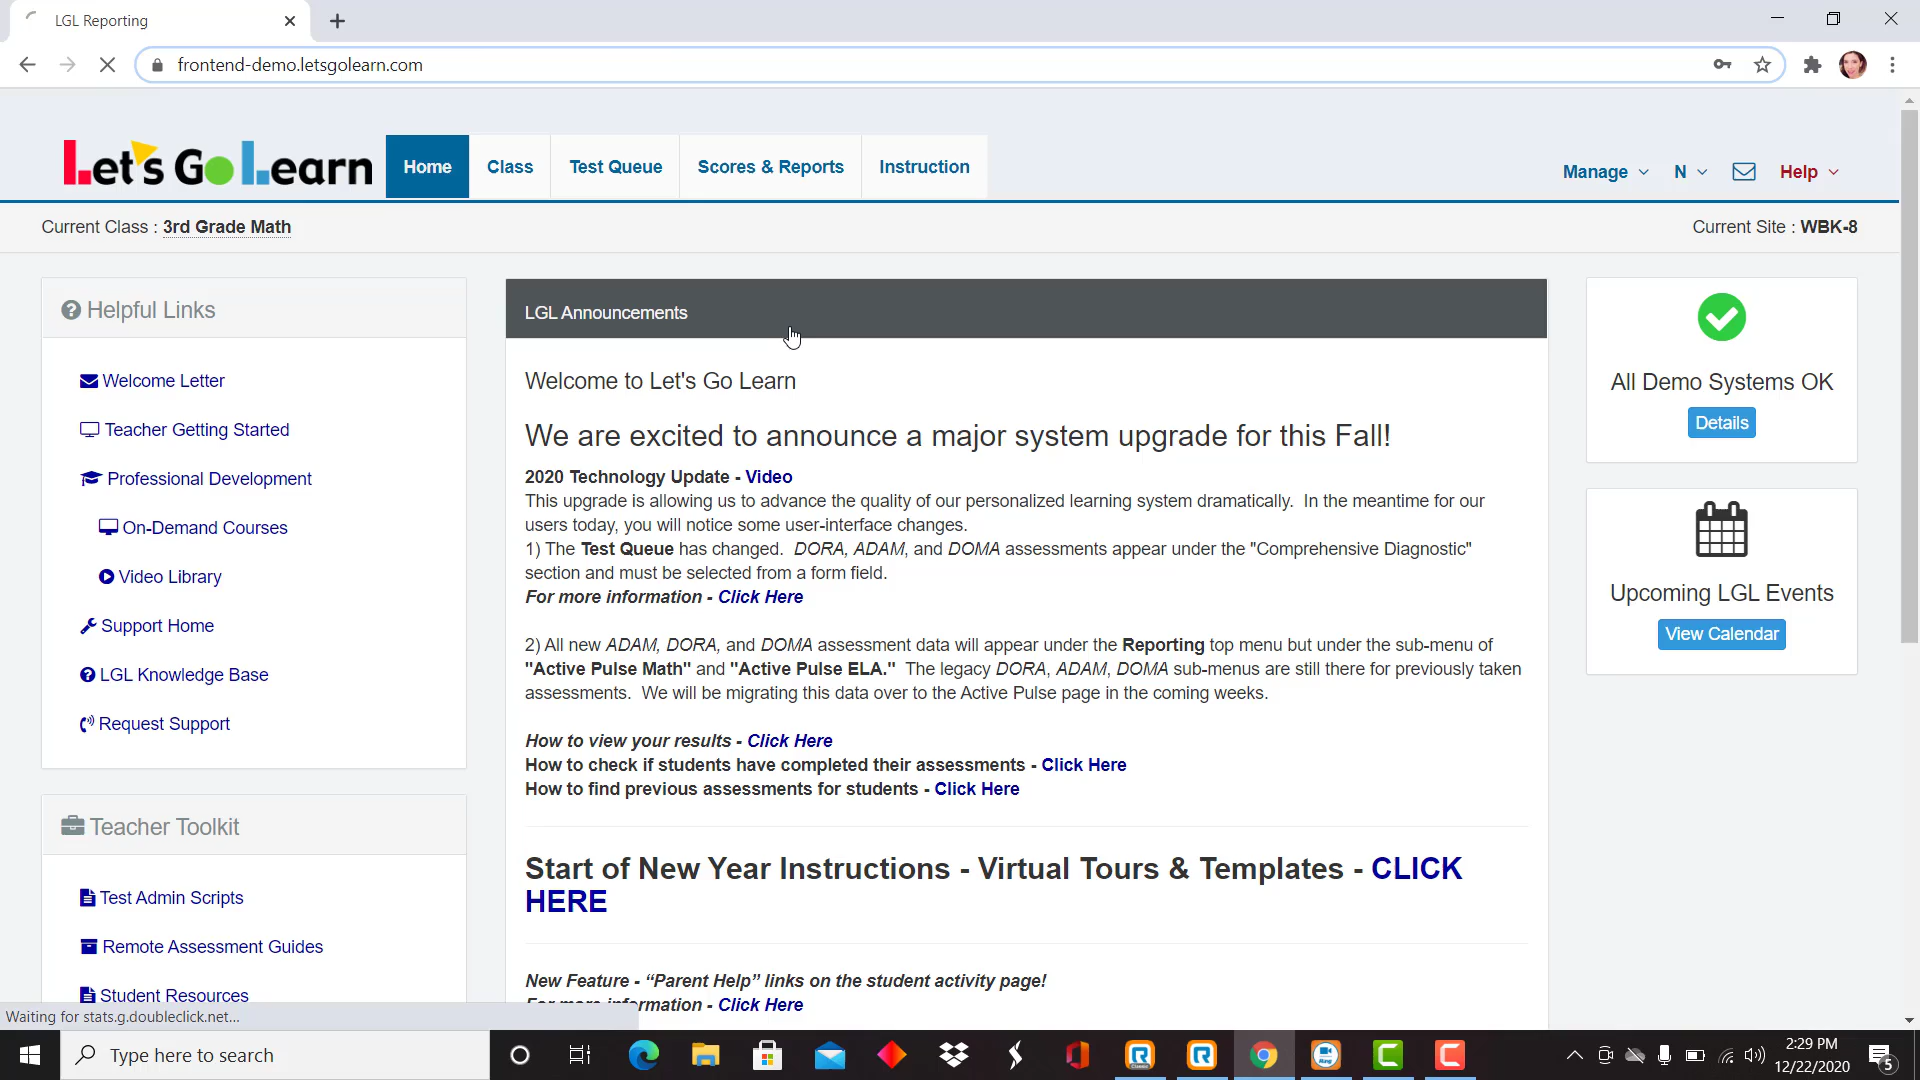 LGL Reporting
frontend-demo.letsgolearn.com
Let's Go Learn
Home
Class
Test Queue
Scores & Reports
Instruction
Manage
N
Help
Current Class : 3rd Grade Math
Current Site : WBK-8
Helpful Links
Welcome Letter
Teacher Getting Started
Professional Development
On-Demand Courses
Video Library
Support Home
LGL Knowledge Base
Request Support
Teacher Toolkit
Test Admin Scripts
Remote Assessment Guides
Student Resources
LGL Announcements
Welcome to Let's Go Learn
We are excited to announce a major system upgrade for this Fall!
2020 Technology Update - Video
This upgrade is allowing us to advance the quality of our personalized learning system dramatically. In the meantime for our
users today, you will notice some user-interface changes.
1) The Test Queue has changed. DORA, ADAM, and DOMA assessments appear under the "Comprehensive Diagnostic"
section and must be selected from a form field.
For more information - Click Here
2) All new ADAM, DORA, and DOMA assessment data will appear under the Reporting top menu but under the sub-menu of
"Active Pulse Math" and "Active Pulse ELA." The legacy DORA, ADAM, DOMA sub-menus are still there for previously taken
assessments. We will be migrating this data over to the Active Pulse page in the coming weeks.
How to view your results - Click Here
How to check if students have completed their assessments - Click Here
How to find previous assessments for students - Click Here
Start of New Year Instructions - Virtual Tours & Templates - CLICK
HERE
New Feature - “Parent Help” links on the student activity page!
For more information - Click Here
All Demo Systems OK
Details
Upcoming LGL Events
View Calendar
Waiting for stats.g.doubleclick.net...
Type here to search
2:29 PM
12/22/2020
5